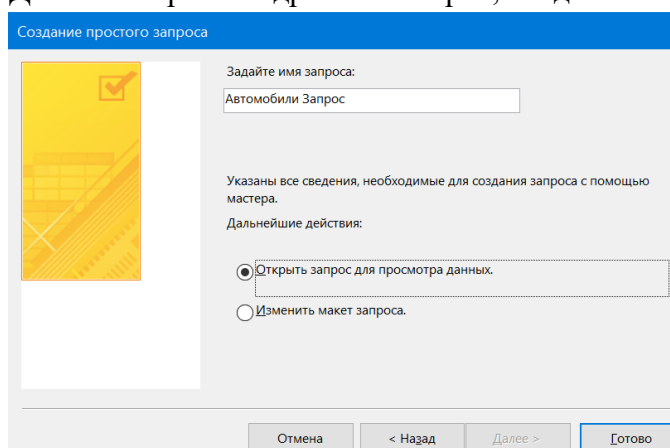 Создание простого запроса
Задайте имя запроса:
Автомобили Запрос
Указаны все сведения, необходимые для создания запроса с помощью
мастера.
Дальнейшие действия:
Открыть запрос для просмотра данных.
Изменить макет запроса.
Отмена
< Назад
Далее >
Готово